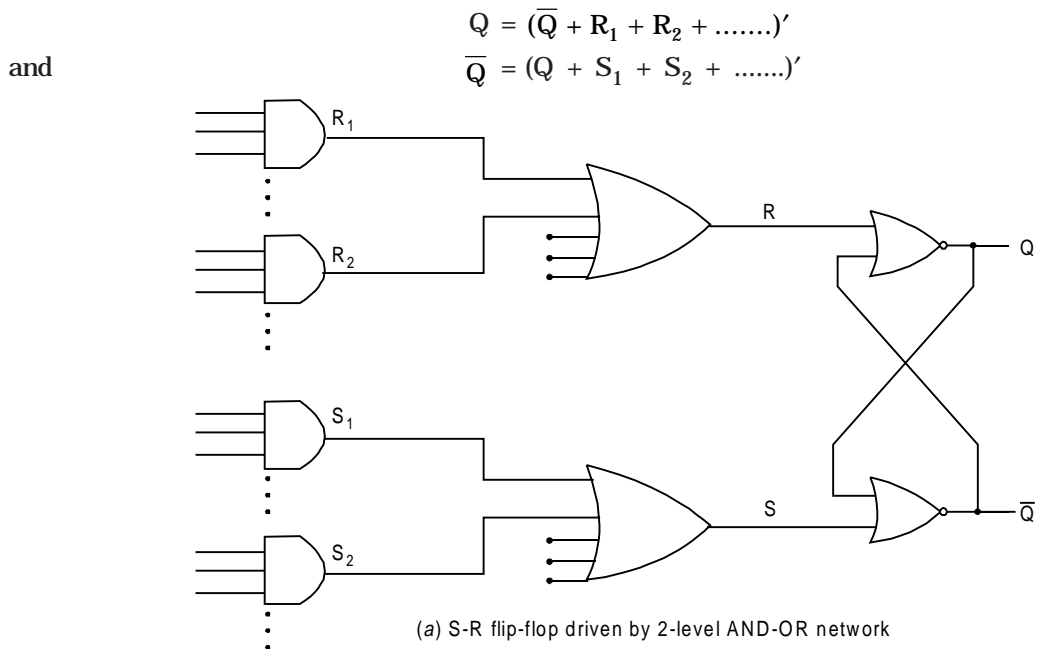 Q = (Q̅ + R₁ + R₂ + .......)′
and Q̅ = (Q + S₁ + S₂ + .......)′
R₁
R
Q
R₂
S₁
S
Q̅
S₂
(a) S-R flip-flop driven by 2-level AND-OR network